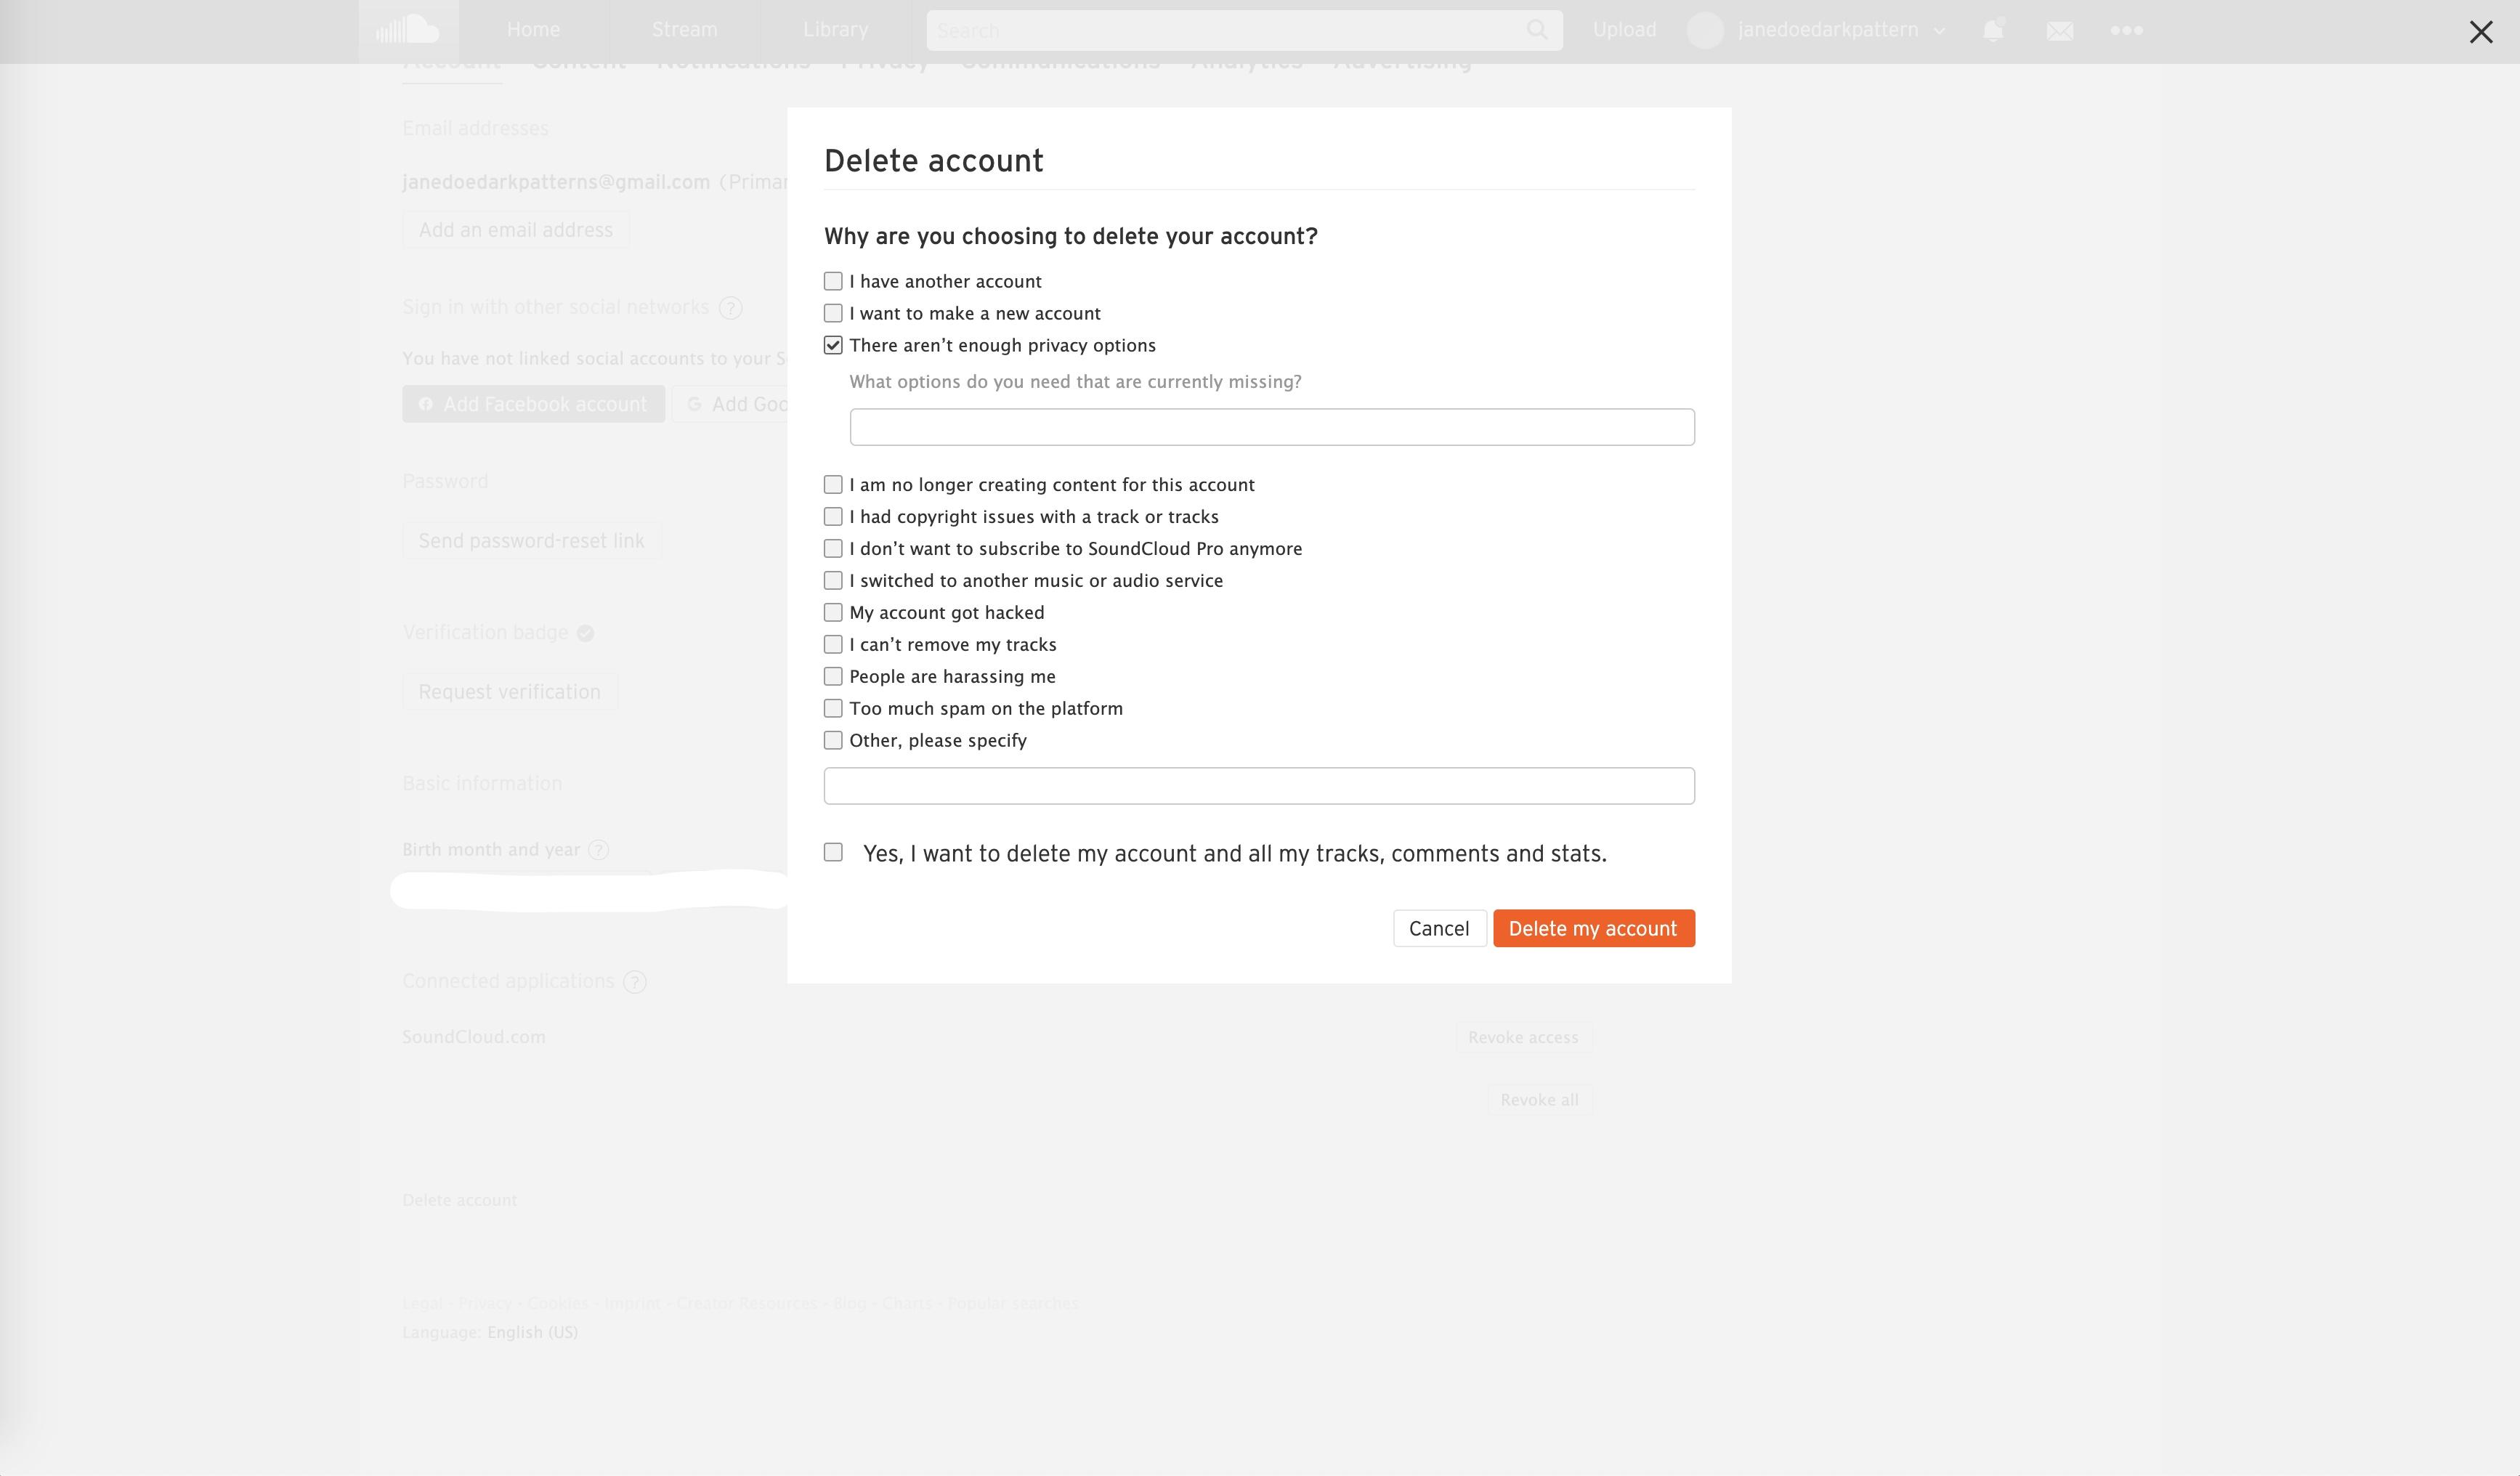 Home Stream Library Search Upload janedoedarkpattern
Account Content Notifications Privacy Communications Analytics Advertising
Email addresses
janedoedarkpatterns@gmail.com (Primar
Add an email address
Sign in with other social networks ?
You have not linked social accounts to your S
Add Facebook account G Add Goo
Password
Send password-reset link
Verification badge
Request verification
Basic information
Birth month and year ?
Connected applications ?
SoundCloud.com Revoke access
Revoke all
Delete account
Legal - Privacy - Cookies - Imprint - Creator Resources - Blog - Charts - Popular searches
Language: English (US)
Delete account
Why are you choosing to delete your account?
I have another account
I want to make a new account
There aren’t enough privacy options
What options do you need that are currently missing?
I am no longer creating content for this account
I had copyright issues with a track or tracks
I don’t want to subscribe to SoundCloud Pro anymore
I switched to another music or audio service
My account got hacked
I can’t remove my tracks
People are harassing me
Too much spam on the platform
Other, please specify
Yes, I want to delete my account and all my tracks, comments and stats.
Cancel Delete my account